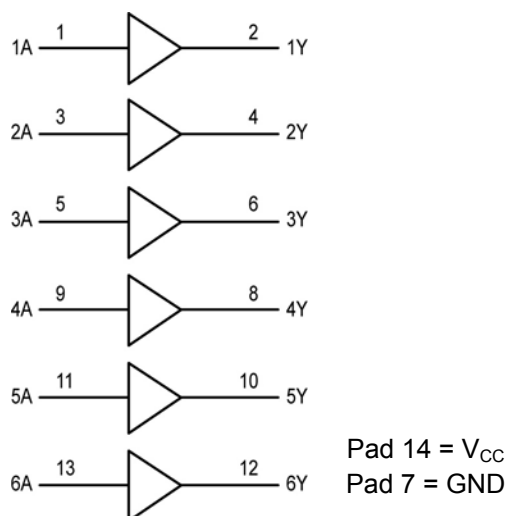 1A 1 2 1Y
2A 3 4 2Y
3A 5 6 3Y
4A 9 8 4Y
5A 11 10 5Y
6A 13 12 6Y
Pad 14 = VCC
Pad 7 = GND